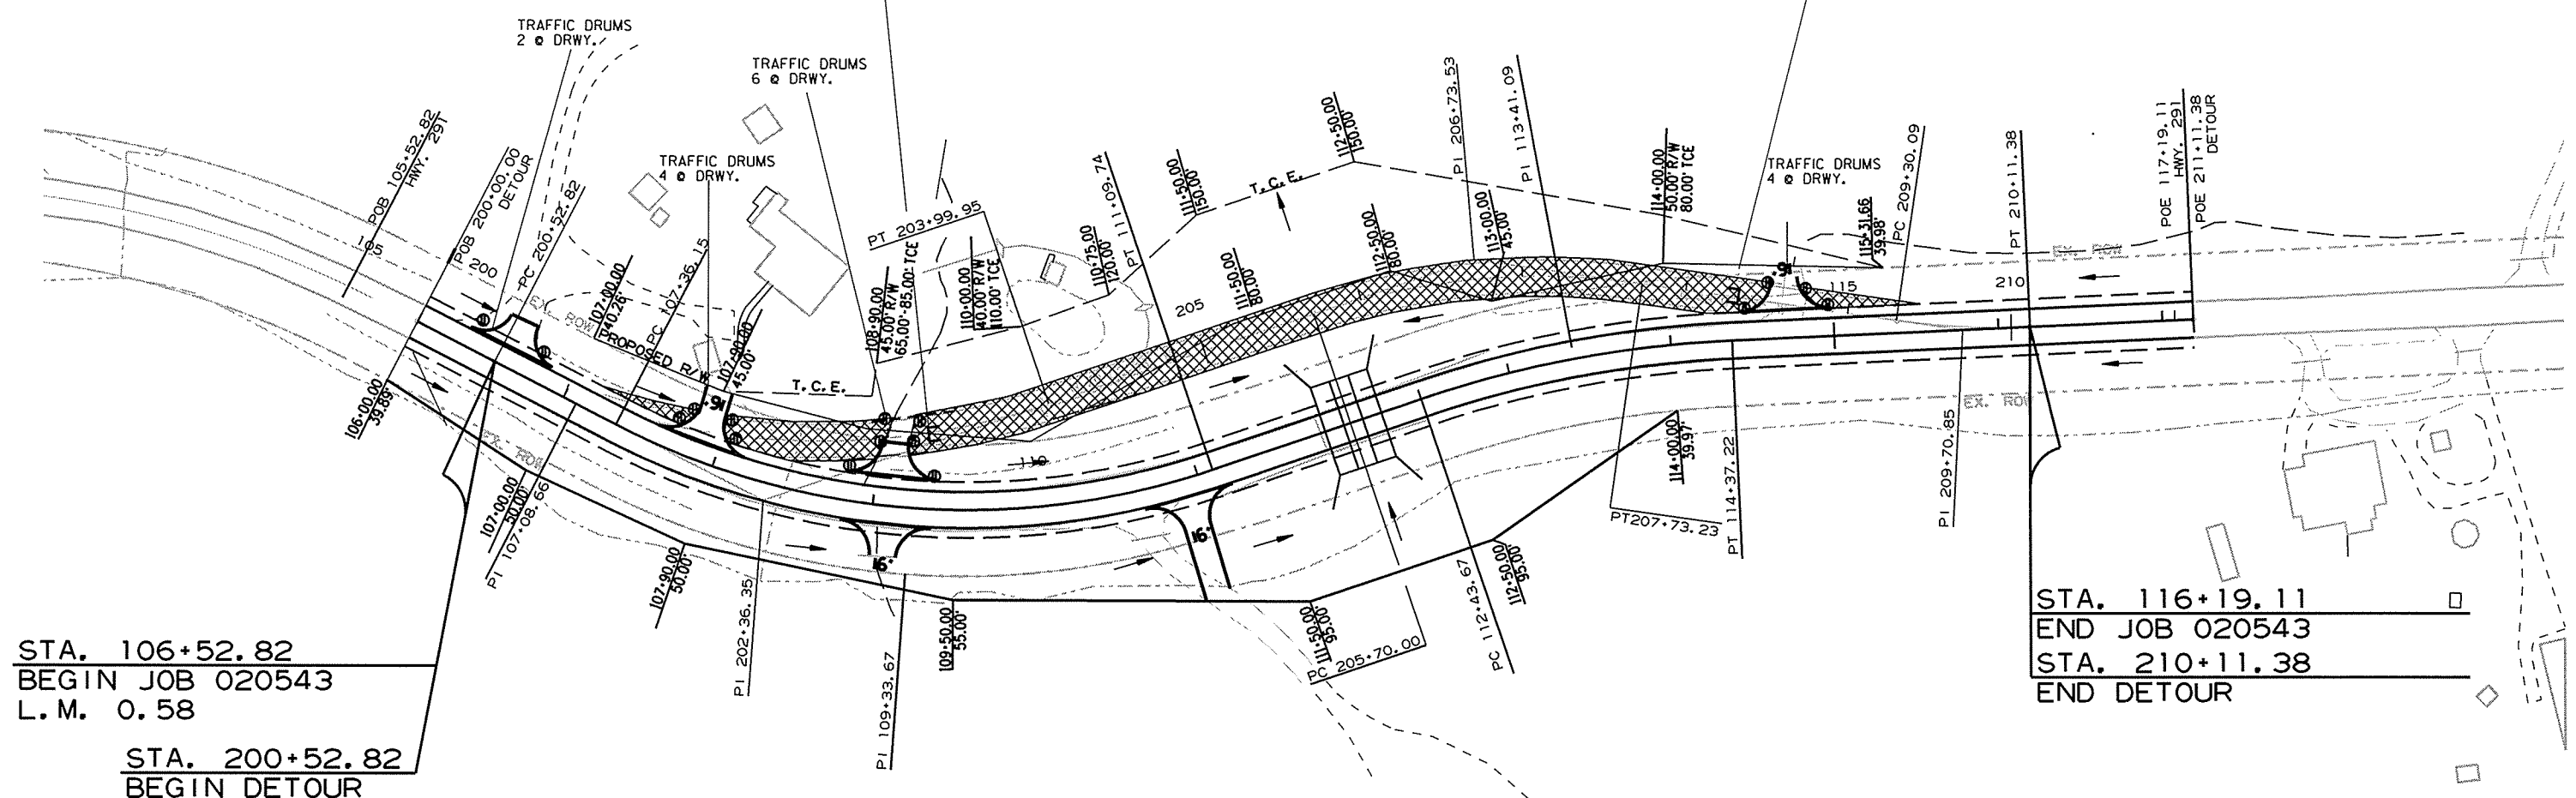 TRAFFIC DRUMS
2 @ DRWY.
TRAFFIC DRUMS
6 @ DRWY.
TRAFFIC DRUMS
4 @ DRWY.
TRAFFIC DRUMS
4 @ DRWY.
POB 105+52.82
HWY. 291
POB 200+00.00
DETOUR
PC 200+52.82
105
200
EX. ROW
107+00.00
40.26'
PROPOSED R/W
PC 107+36.15
107+90.00
45.00'
16'
T.C.E.
PT 203+99.95
108+90.00
45.00' R/W
65.00'-85.00' TCE
110+00.00
40.00' R/W
110.00' TCE
110+75.00
120.00'
PT 111+09.74
111+50.00
150.00'
T.C.E.
205
111+50.00
80.00'
112+50.00
150.00'
112+50.00
80.00'
PI 206+73.53
113+00.00
45.00'
PI 113+41.09
114+00.00
50.00' R/W
80.00' TCE
16'
115
115+31.66
39.98'
PC 209+30.09
PT 210+11.38
210
EX. ROW
POE 117+19.11
HWY. 291
POE 211+11.38
DETOUR
106+00.00
39.89'
EX. ROW
107+00.00
50.00'
PI 107+08.66
107+90.00
50.00'
PI 202+36.35
16'
PI 109+33.67
110
109+50.00
55.00'
16'
111+50.00
95.00'
PC 205+70.00
PC 112+43.67
112+50.00
95.00'
114+00.00
39.97'
PT207+73.23
PT 114+37.22
PI 209+70.85
EX. ROW
STA. 106+52.82
BEGIN JOB 020543
L.M. 0.58
STA. 200+52.82
BEGIN DETOUR
STA. 116+19.11
END JOB 020543
STA. 210+11.38
END DETOUR